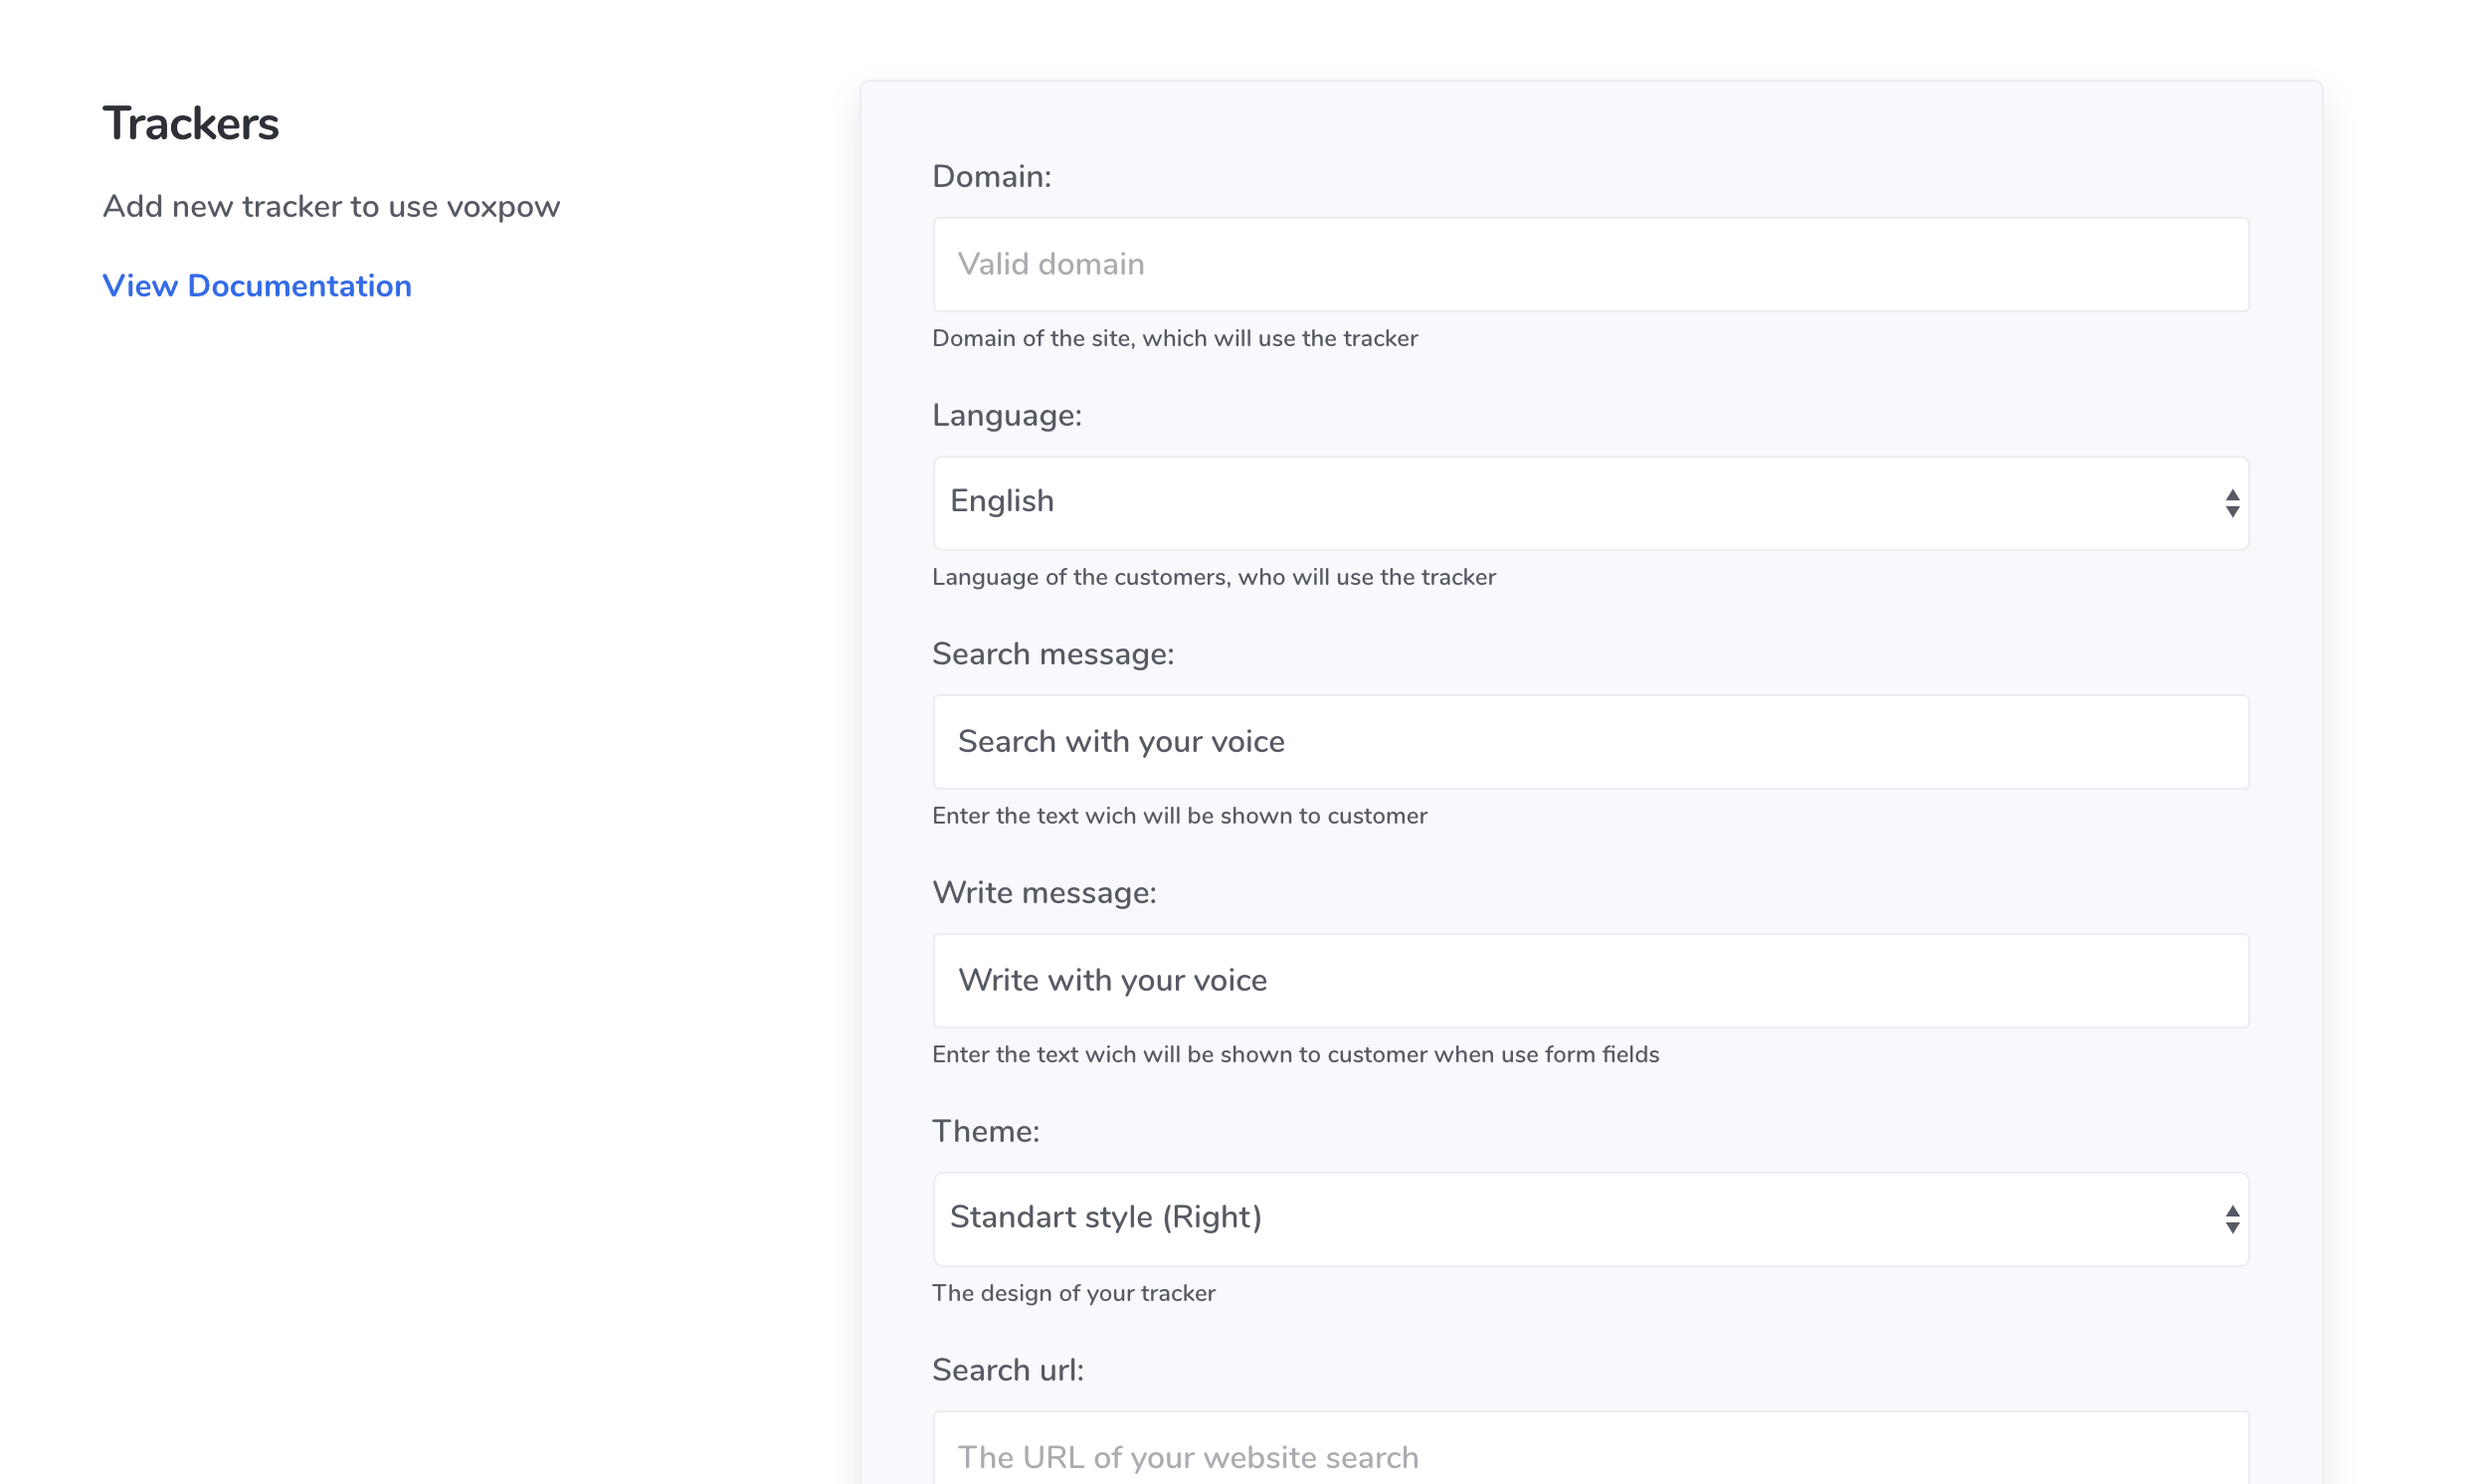 Trackers
Add new tracker to use voxpow
View Documentation
Domain:
Valid domain
Domain of the site, which will use the tracker
Language:
English
Language of the customers, who will use the tracker
Search message:
Search with your voice
Enter the text wich will be shown to customer
Write message:
Write with your voice
Enter the text wich will be shown to customer when use form fields
Theme:
Standart style (Right)
The design of your tracker
Search url:
The URL of your website search